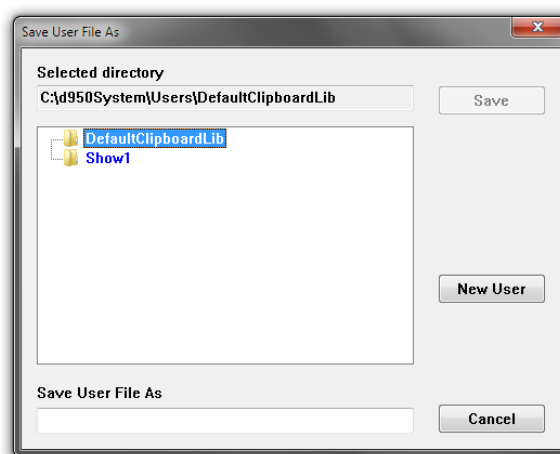 Save User File As
Selected directory
C:\d950System\Users\DefaultClipboardLib
Save
DefaultClipboardLib
Show1
New User
Save User File As
Cancel